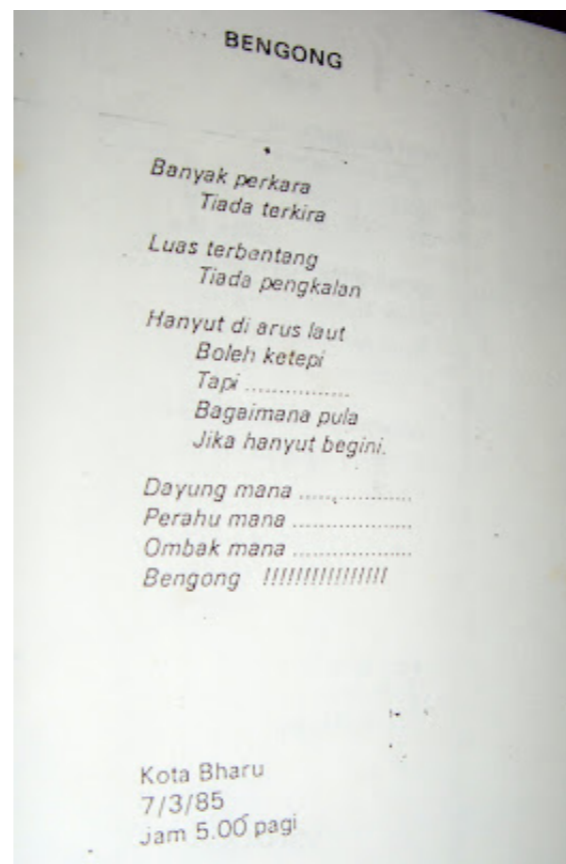 BENGONG
Banyak perkara
Tiada terkira
Luas terbentang
Tiada pengkalan
Hanyut di arus laut
Boleh ketepi
Tapi ................
Bagaimana pula
Jika hanyut begini.
Dayung mana .................
Perahu mana ..................
Ombak mana ..................
Bengong !!!!!!!!!!!!!!!!!
Kota Bharu
7/3/85
jam 5.00 pagi